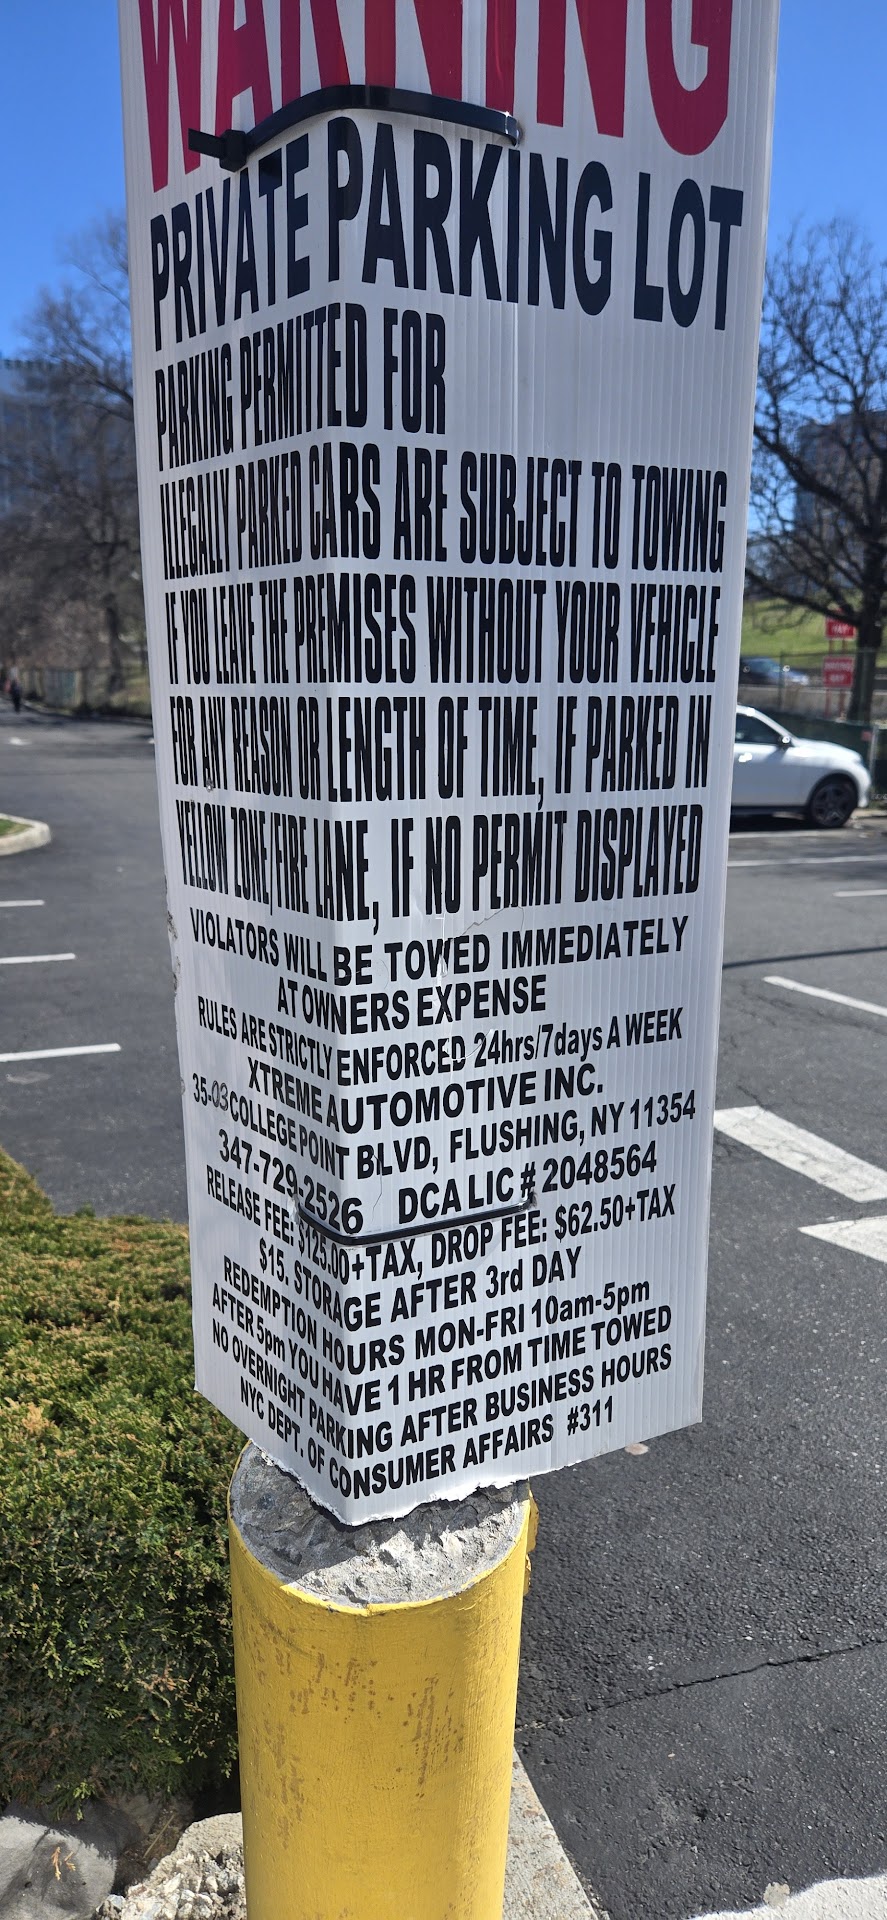 WARNING
PRIVATE PARKING LOT
PARKING PERMITTED FOR
ILLEGALLY PARKED CARS ARE SUBJECT TO TOWING
IF YOU LEAVE THE PREMISES WITHOUT YOUR VEHICLE
FOR ANY REASON OR LENGTH OF TIME, IF PARKED IN
YELLOW ZONE/FIRE LANE, IF NO PERMIT DISPLAYED
VIOLATORS WILL BE TOWED IMMEDIATELY
AT OWNERS EXPENSE
RULES ARE STRICTLY ENFORCED 24hrs/7days A WEEK
XTREME AUTOMOTIVE INC.
35-03 COLLEGE POINT BLVD, FLUSHING, NY 11354
347-729-2526 DCA LIC # 2048564
RELEASE FEE: $125.00+TAX, DROP FEE: $62.50+TAX
$15. STORAGE AFTER 3rd DAY
REDEMPTION HOURS MON-FRI 10am-5pm
AFTER 5pm YOU HAVE 1 HR FROM TIME TOWED
NO OVERNIGHT PARKING AFTER BUSINESS HOURS
NYC DEPT. OF CONSUMER AFFAIRS #311